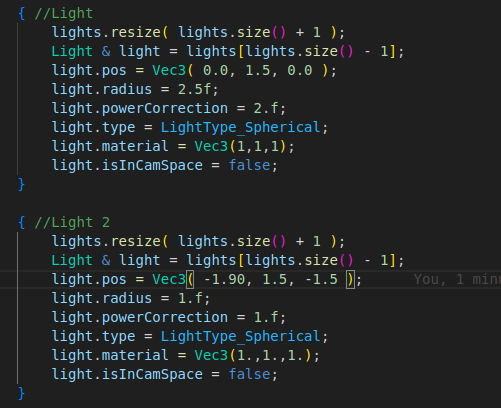 { //Light
lights.resize( lights.size() + 1 );
Light & light = lights[lights.size() - 1];
light.pos = Vec3( 0.0, 1.5, 0.0 );
light.radius = 2.5f;
light.powerCorrection = 2.f;
light.type = LightType_Spherical;
light.material = Vec3(1,1,1);
light.isInCamSpace = false;
}
{ //Light 2
lights.resize( lights.size() + 1 );
Light & light = lights[lights.size() - 1];
light.pos = Vec3( -1.90, 1.5, -1.5 ); You, 1
light.radius = 1.f;
light.powerCorrection = 1.f;
light.type = LightType_Spherical;
light.material = Vec3(1.,1.,1.);
light.isInCamSpace = false;
}